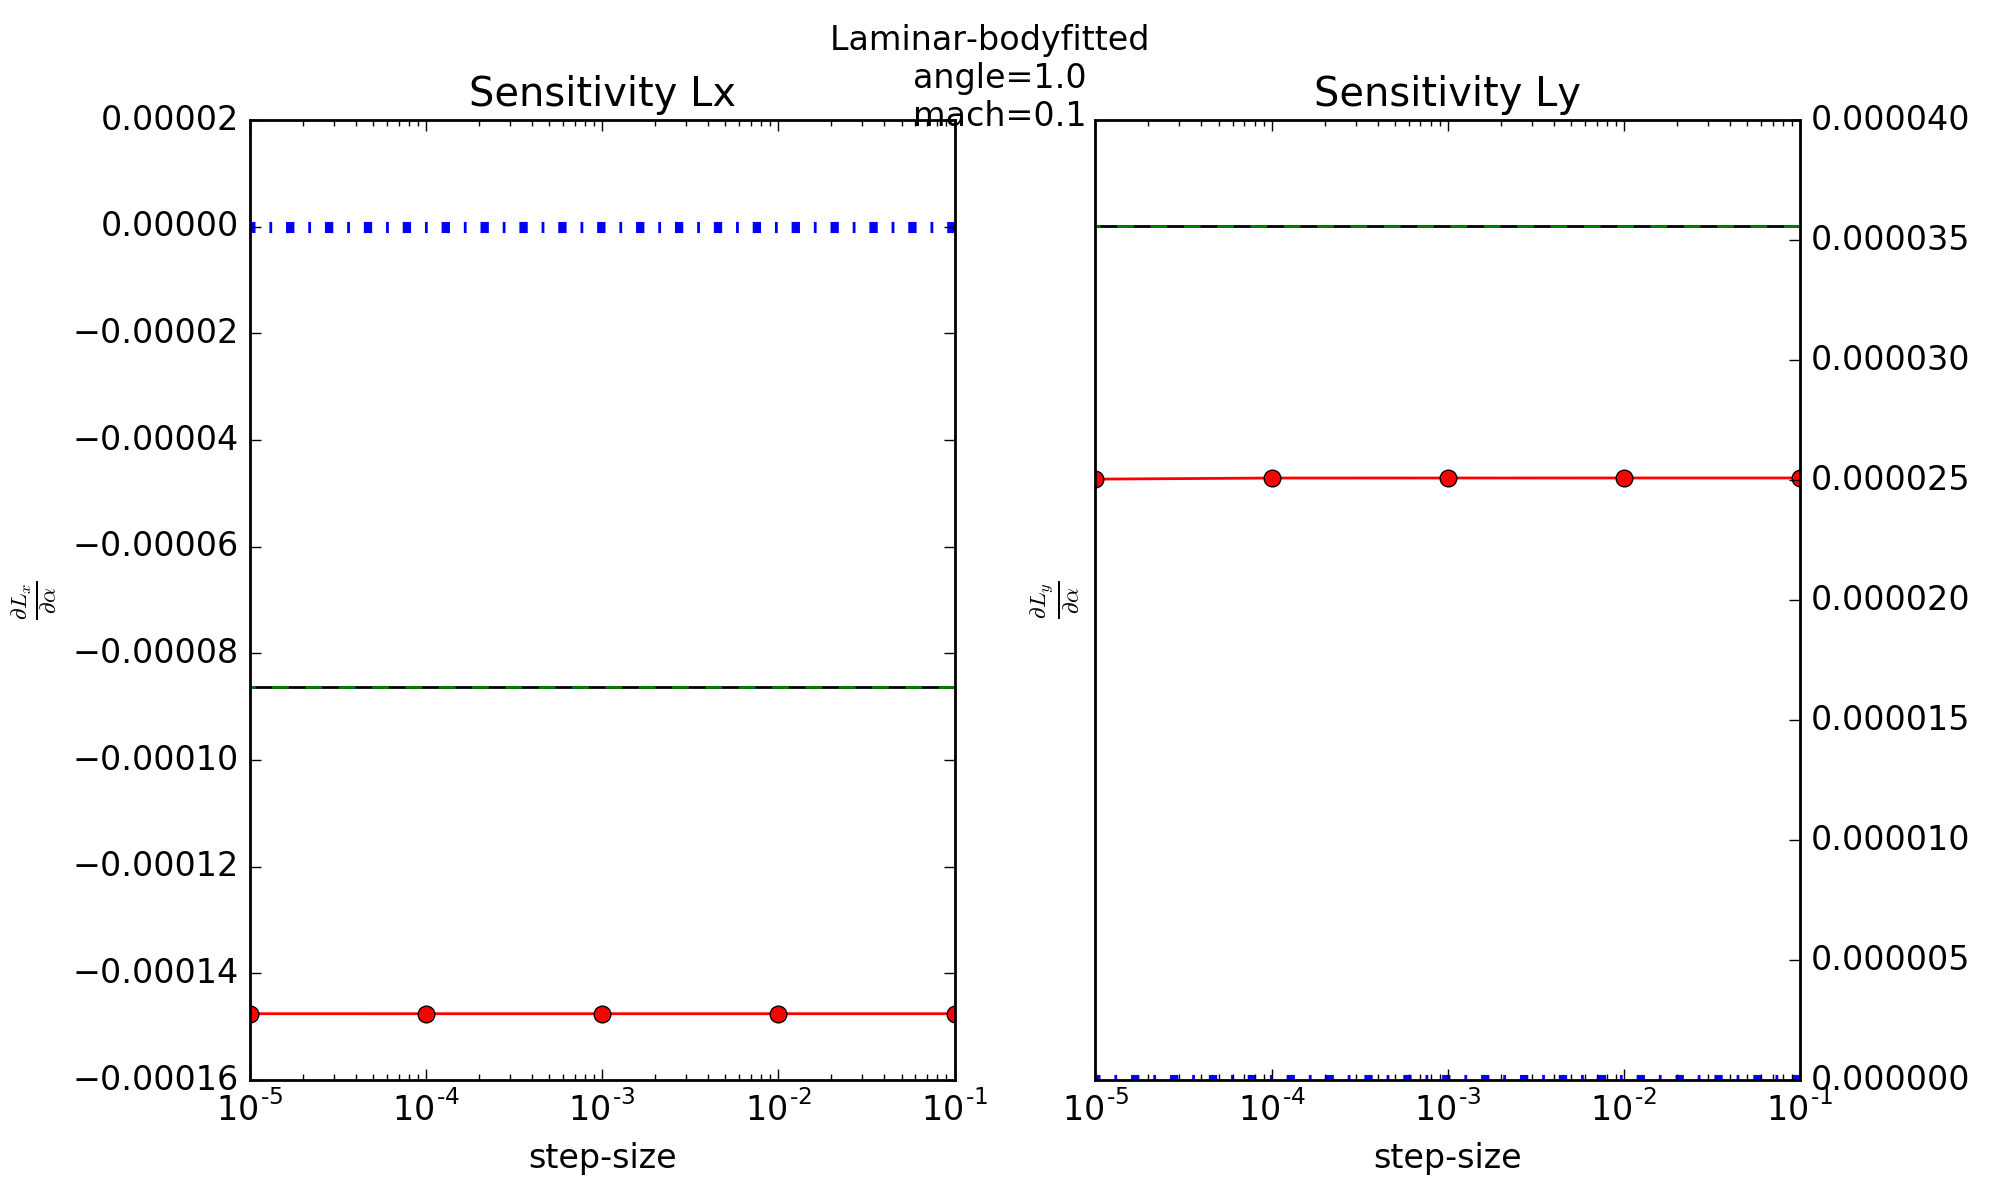 Laminar-bodyfitted
angle=1.0
mach=0.1
Sensitivity Lx
0.00002
0.00000
−0.00002
−0.00004
−0.00006
−0.00008
−0.00010
−0.00012
−0.00014
−0.00016
∂Lₓ/∂α
10⁻⁵ 10⁻⁴ 10⁻³ 10⁻² 10⁻¹
step-size
Sensitivity Ly
0.000040
0.000035
0.000030
0.000025
0.000020
0.000015
0.000010
0.000005
0.000000
∂L_y/∂α
10⁻⁵ 10⁻⁴ 10⁻³ 10⁻² 10⁻¹
step-size